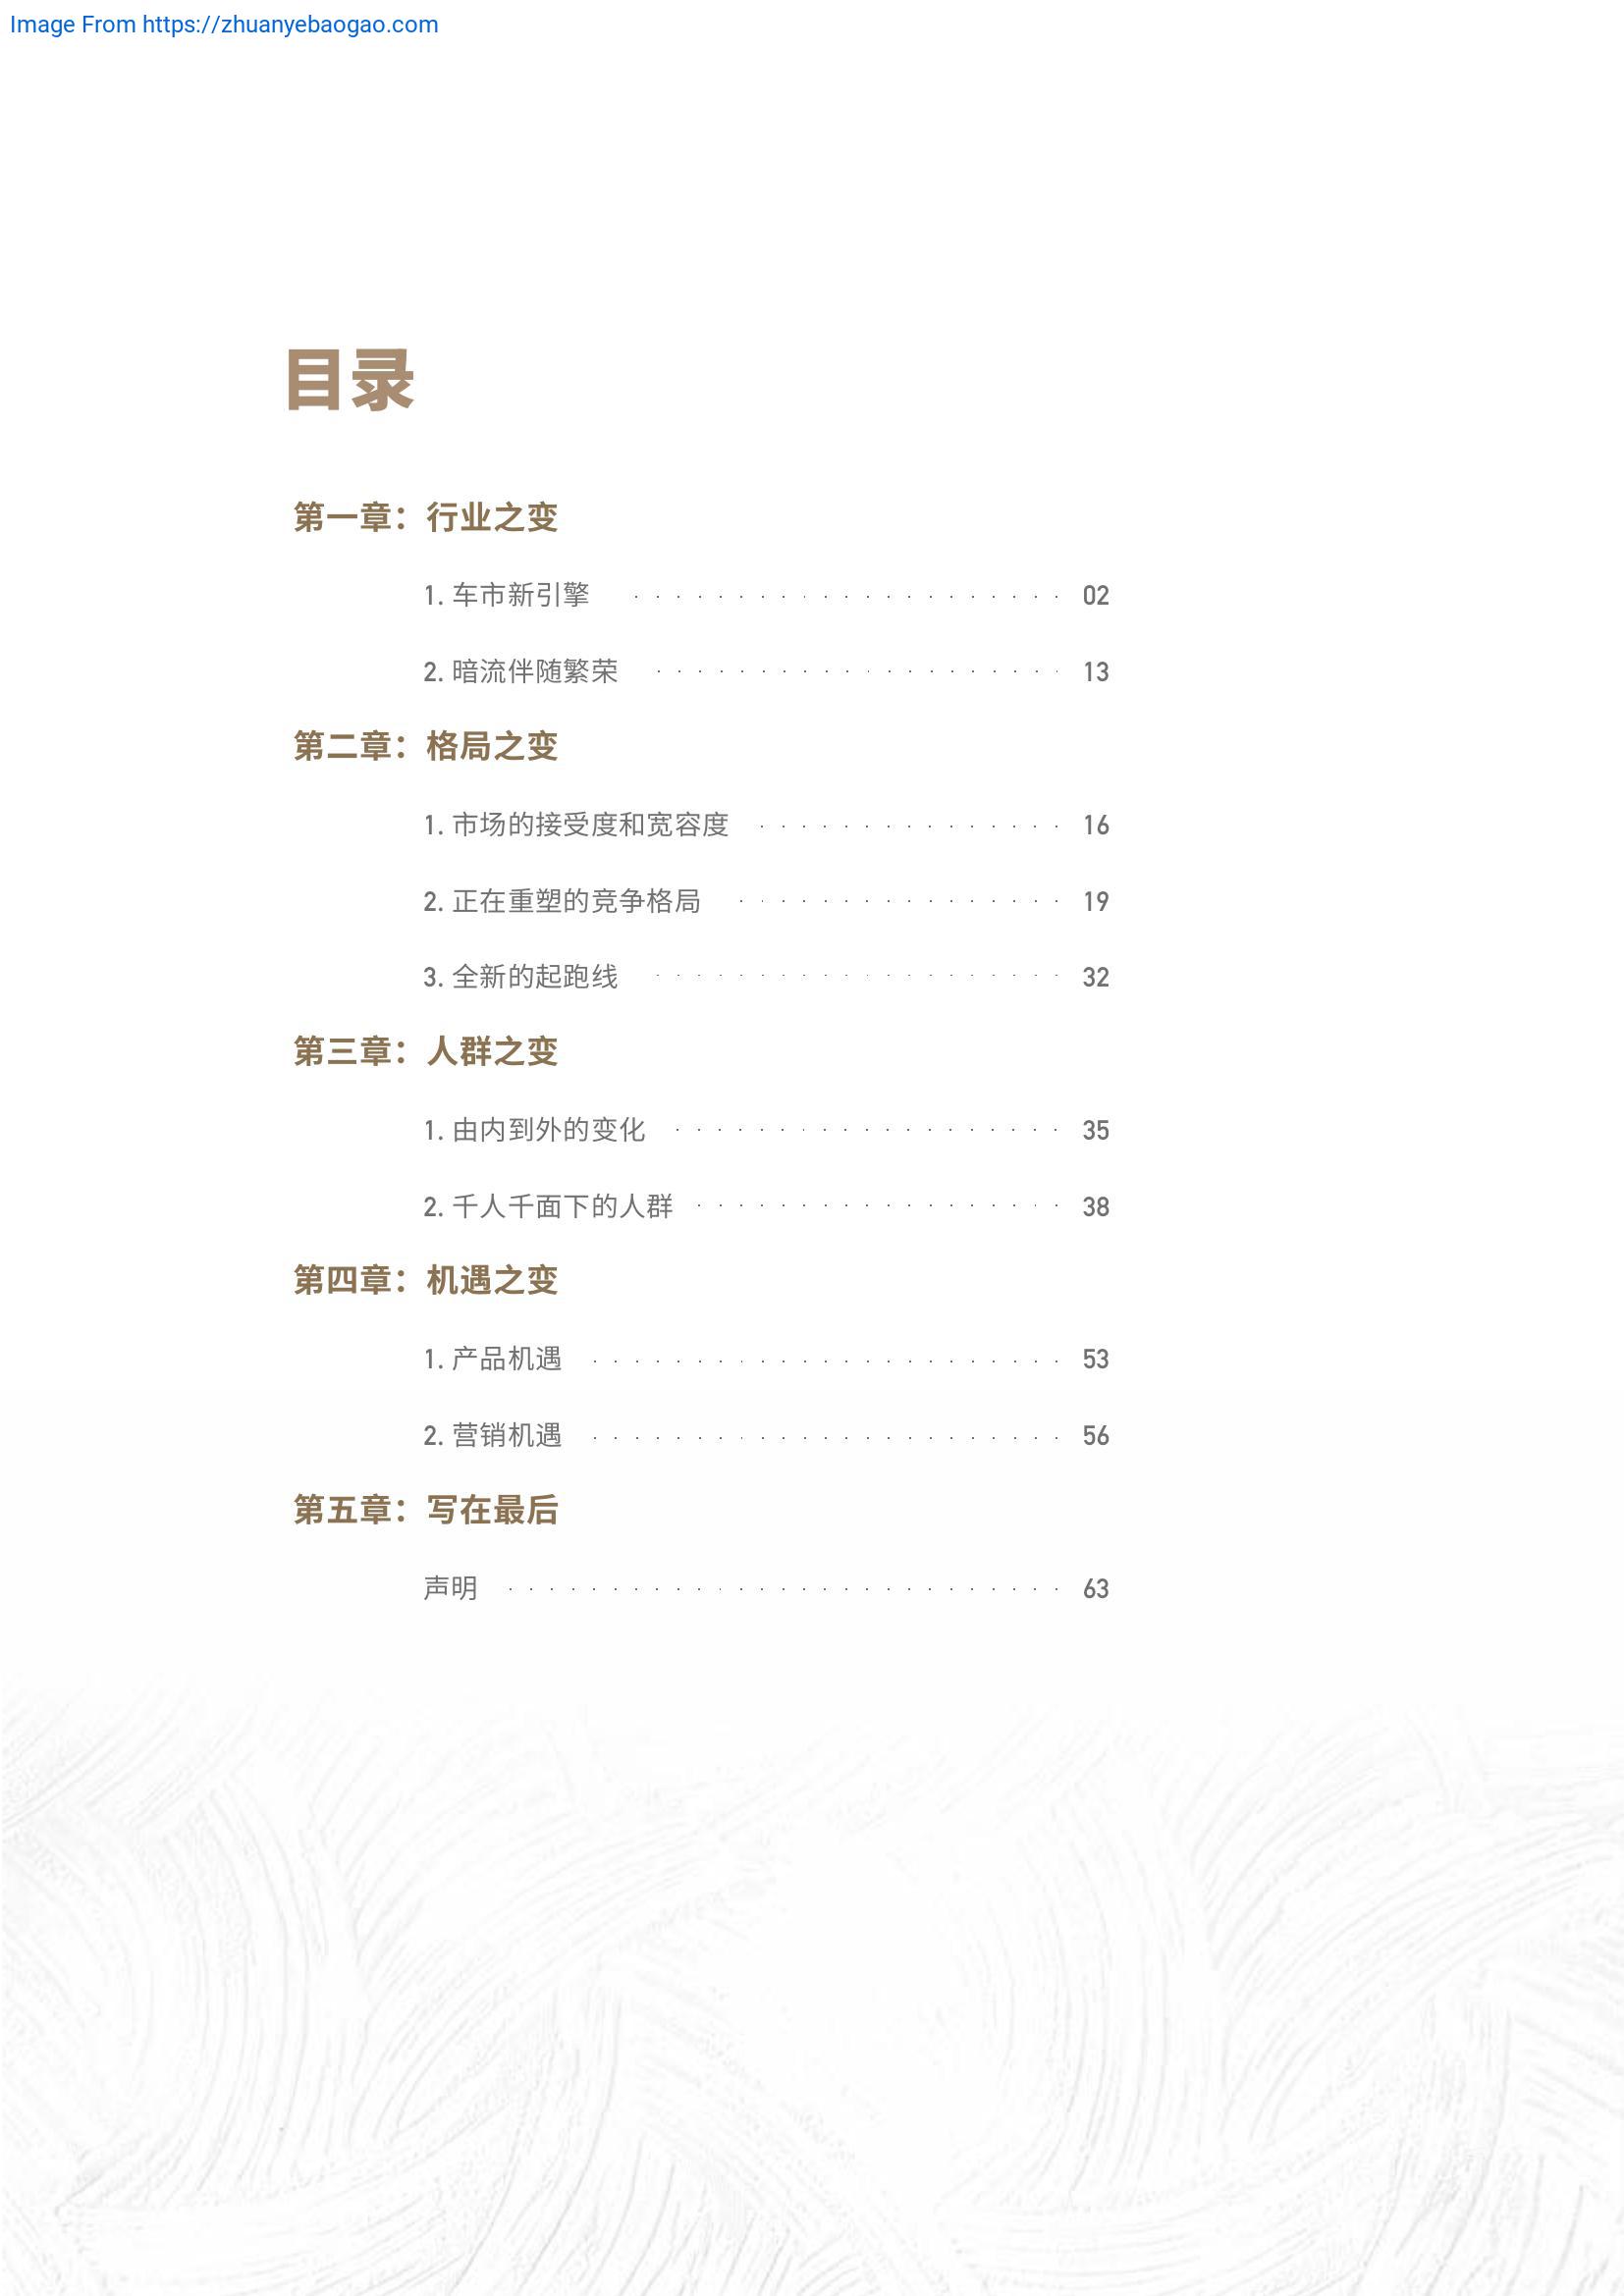 Image From https://zhuanyebaogao.com
目录
第一章：行业之变
1. 车市新引擎 · · · · · · · · · · · · · · · · · · · · · 02
2. 暗流伴随繁荣 · · · · · · · · · · · · · · · · · · · · 13
第二章：格局之变
1. 市场的接受度和宽容度 · · · · · · · · · · · · · · · 16
2. 正在重塑的竞争格局 · · · · · · · · · · · · · · · · 19
3. 全新的起跑线 · · · · · · · · · · · · · · · · · · · · 32
第三章：人群之变
1. 由内到外的变化 · · · · · · · · · · · · · · · · · · · 35
2. 千人千面下的人群 · · · · · · · · · · · · · · · · · · 38
第四章：机遇之变
1. 产品机遇 · · · · · · · · · · · · · · · · · · · · · · · 53
2. 营销机遇 · · · · · · · · · · · · · · · · · · · · · · · 56
第五章：写在最后
声明 · · · · · · · · · · · · · · · · · · · · · · · · · · · 63